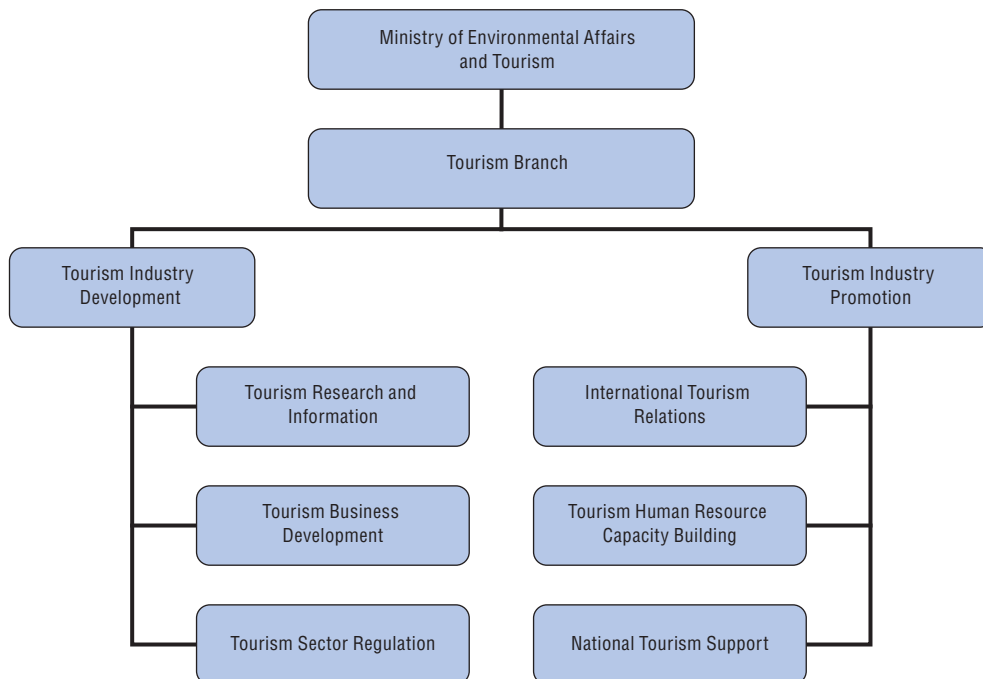 Ministry of Environmental Affairs
and Tourism
Tourism Branch
Tourism Industry
Development
Tourism Industry
Promotion
Tourism Research and
Information
International Tourism
Relations
Tourism Business
Development
Tourism Human Resource
Capacity Building
Tourism Sector Regulation
National Tourism Support